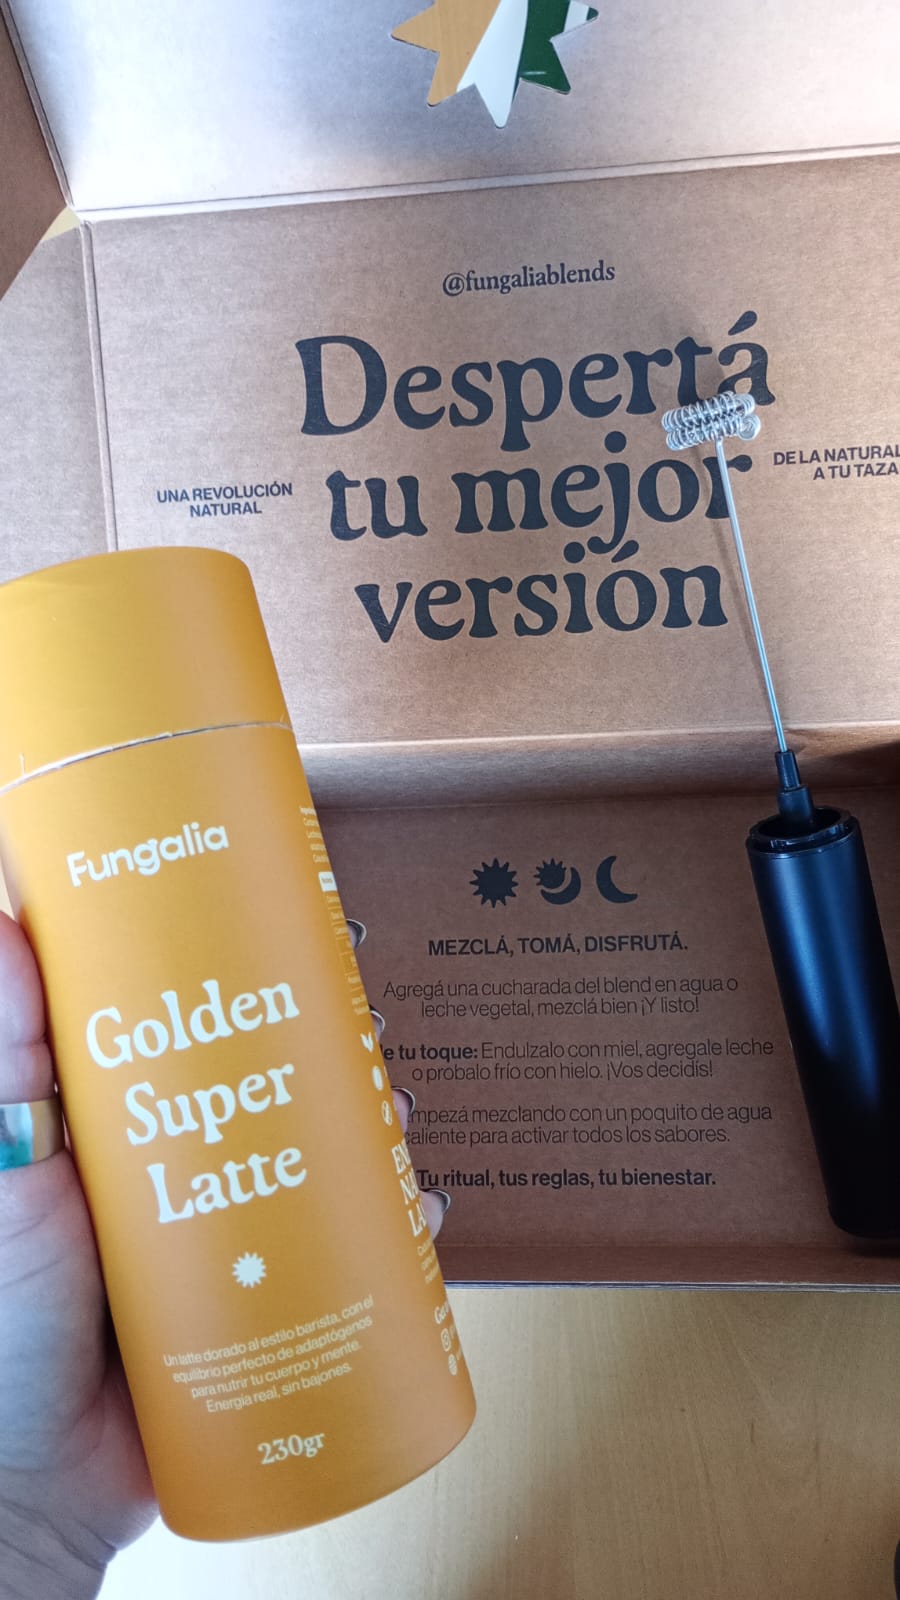 @fungaliablends
Despertá
tu mejor
versión
UNA REVOLUCIÓN
NATURAL
DE LA NATURAL
A TU TAZA
MEZCLÁ, TOMÁ, DISFRUTÁ.
Agregá una cucharada del blend en agua o
leche vegetal, mezclá bien ¡Y listo!
e tu toque: Endulzalo con miel, agregale leche
o probalo frío con hielo. ¡Vos decidís!
mpezá mezclando con un poquito de agua
caliente para activar todos los sabores.
Tu ritual, tus reglas, tu bienestar.
Fungalia
Golden
Super
Latte
Un latte dorado al estilo barista, con el
equilibrio perfecto de adaptógenos
para nutrir tu cuerpo y mente.
Energía real, sin bajones.
230gr